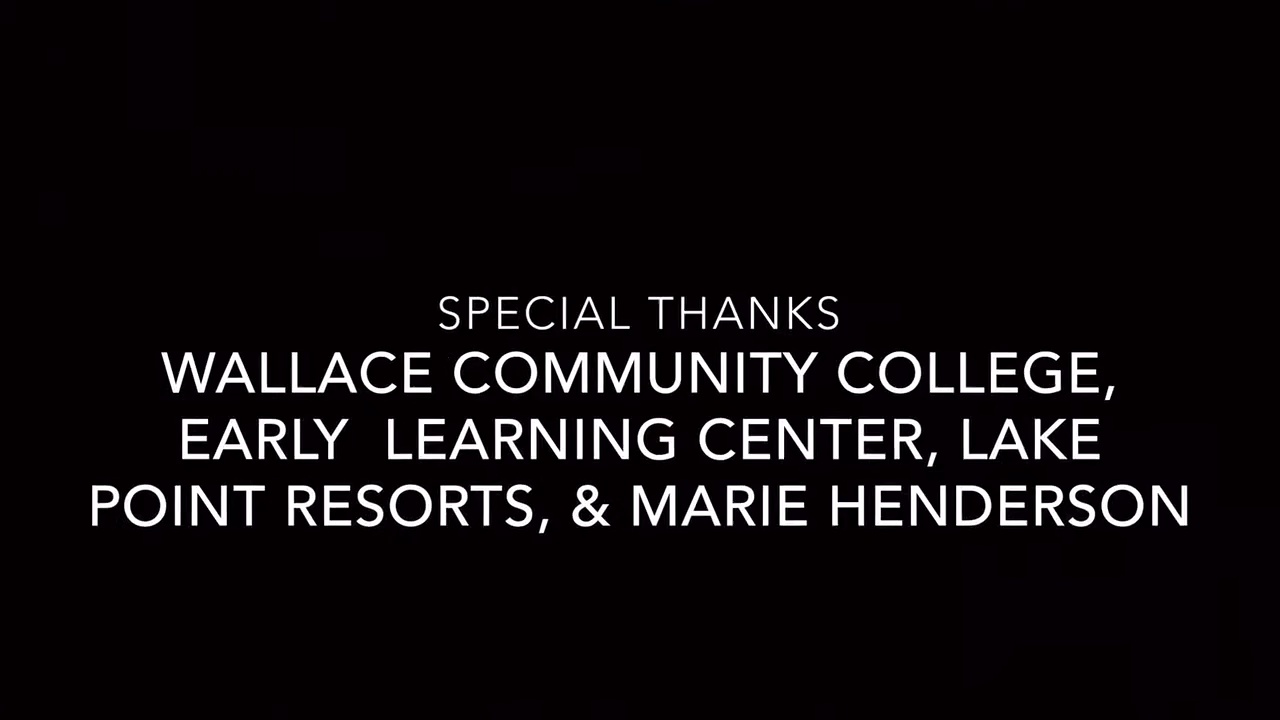 SPECIAL THANKS
WALLACE COMMUNITY COLLEGE,
EARLY  LEARNING CENTER, LAKE
POINT RESORTS, & MARIE HENDERSON